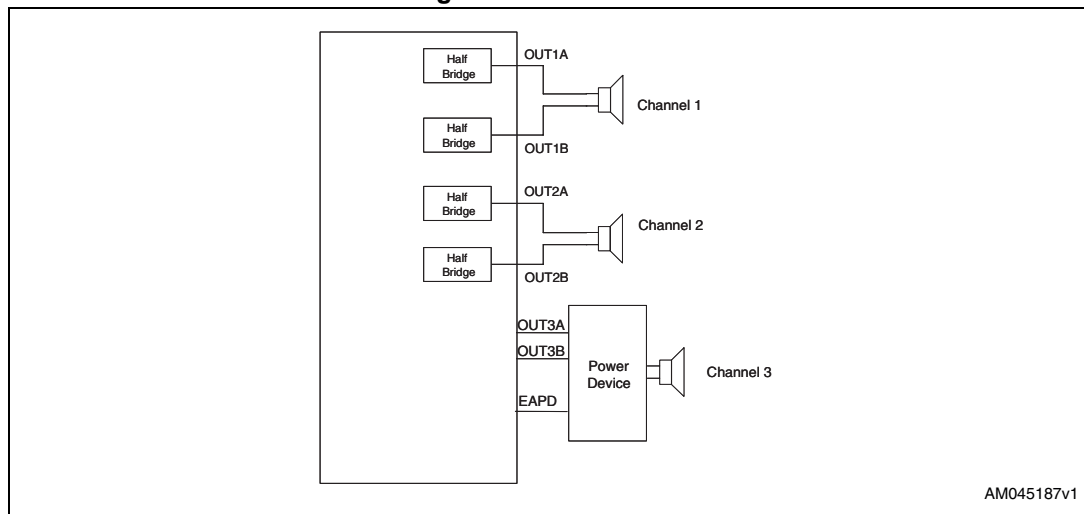 Half
Bridge
OUT1A
Channel 1
Half
Bridge
OUT1B
Half
Bridge
OUT2A
Channel 2
Half
Bridge
OUT2B
OUT3A
OUT3B
Power
Device
Channel 3
EAPD
AM045187v1